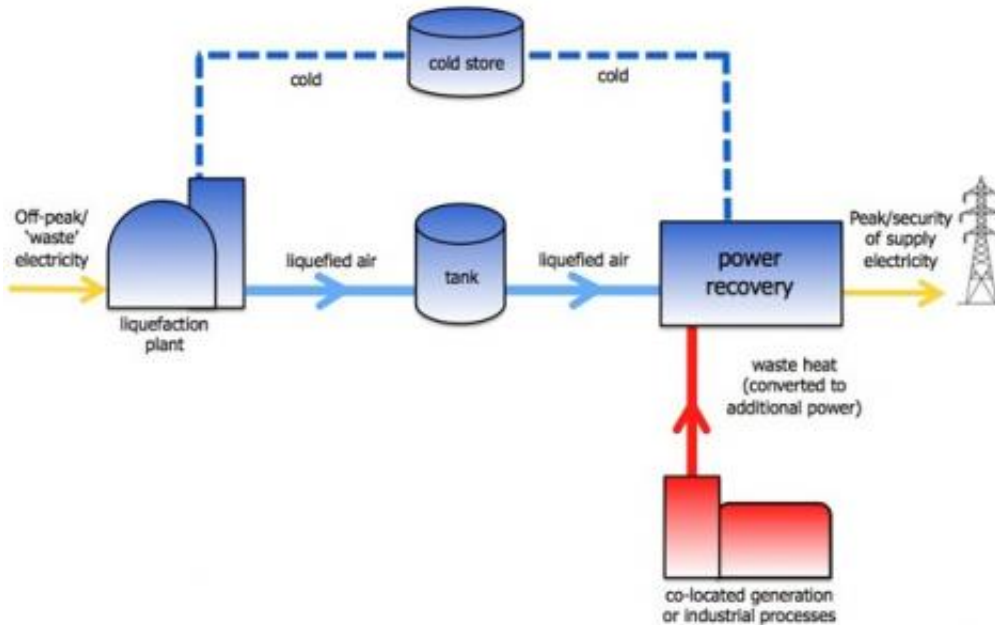 cold store
cold
cold
Off-peak/
'waste'
electricity
liquefied air
tank
liquefied air
power
recovery
Peak/security
of supply
electricity
liquefaction
plant
waste heat
(converted to
additional power)
co-located generation
or industrial processes